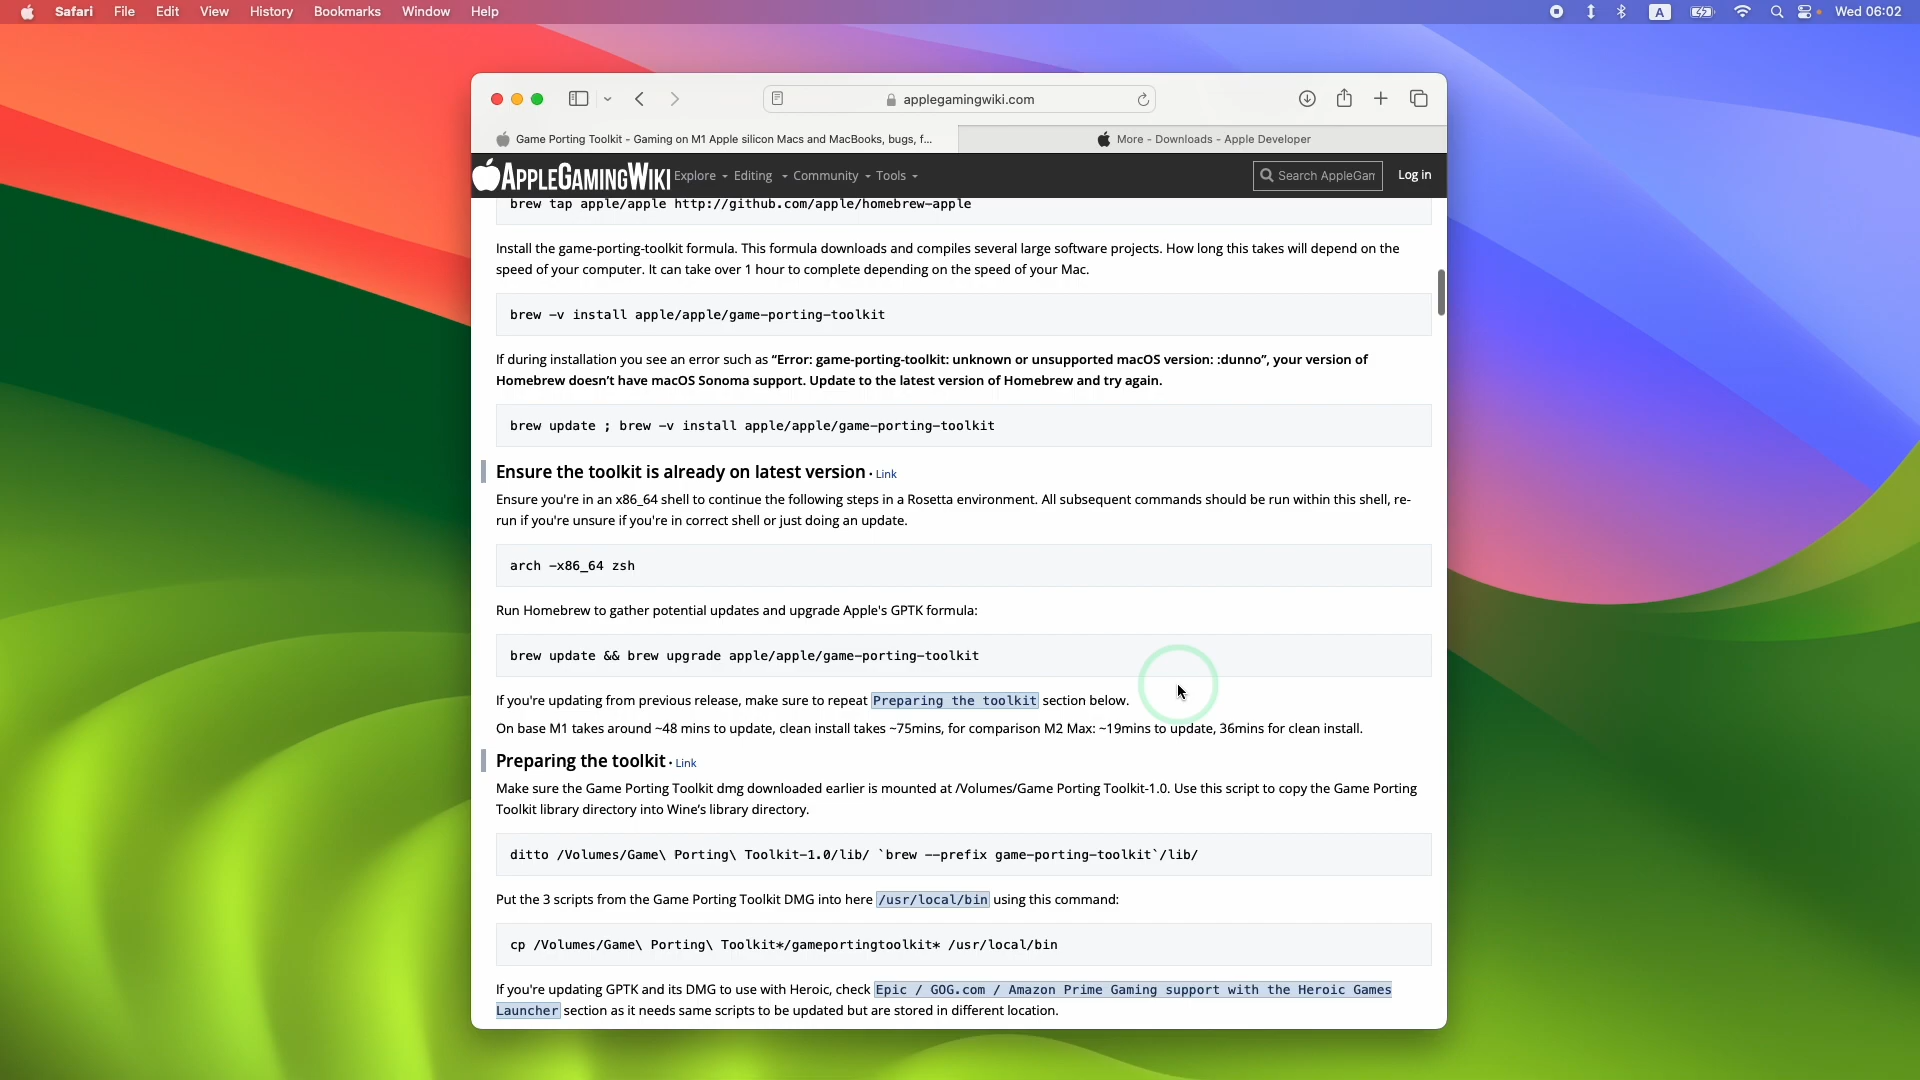 Safari File Edit View History Bookmarks Window Help A Wed 06:02
applegamingwiki.com
Game Porting Toolkit - Gaming on M1 Apple silicon Macs and MacBooks, bugs, f... More - Downloads - Apple Developer
APPLEGAMINGWIKI Explore Editing Community Tools Search AppleGam Log in
brew tap apple/apple http://github.com/apple/homebrew-apple
Install the game-porting-toolkit formula. This formula downloads and compiles several large software projects. How long this takes will depend on the
speed of your computer. It can take over 1 hour to complete depending on the speed of your Mac.
brew -v install apple/apple/game-porting-toolkit
If during installation you see an error such as “Error: game-porting-toolkit: unknown or unsupported macOS version: :dunno”, your version of
Homebrew doesn’t have macOS Sonoma support. Update to the latest version of Homebrew and try again.
brew update ; brew -v install apple/apple/game-porting-toolkit
Ensure the toolkit is already on latest version · Link
Ensure you're in an x86_64 shell to continue the following steps in a Rosetta environment. All subsequent commands should be run within this shell, re-
run if you're unsure if you're in correct shell or just doing an update.
arch -x86_64 zsh
Run Homebrew to gather potential updates and upgrade Apple's GPTK formula:
brew update && brew upgrade apple/apple/game-porting-toolkit
If you're updating from previous release, make sure to repeat Preparing the toolkit section below.
On base M1 takes around ~48 mins to update, clean install takes ~75mins, for comparison M2 Max: ~19mins to update, 36mins for clean install.
Preparing the toolkit · Link
Make sure the Game Porting Toolkit dmg downloaded earlier is mounted at /Volumes/Game Porting Toolkit-1.0. Use this script to copy the Game Porting
Toolkit library directory into Wine’s library directory.
ditto /Volumes/Game\ Porting\ Toolkit-1.0/lib/ `brew --prefix game-porting-toolkit`/lib/
Put the 3 scripts from the Game Porting Toolkit DMG into here /usr/local/bin using this command:
cp /Volumes/Game\ Porting\ Toolkit*/gameportingtoolkit* /usr/local/bin
If you're updating GPTK and its DMG to use with Heroic, check Epic / GOG.com / Amazon Prime Gaming support with the Heroic Games
Launcher section as it needs same scripts to be updated but are stored in different location.